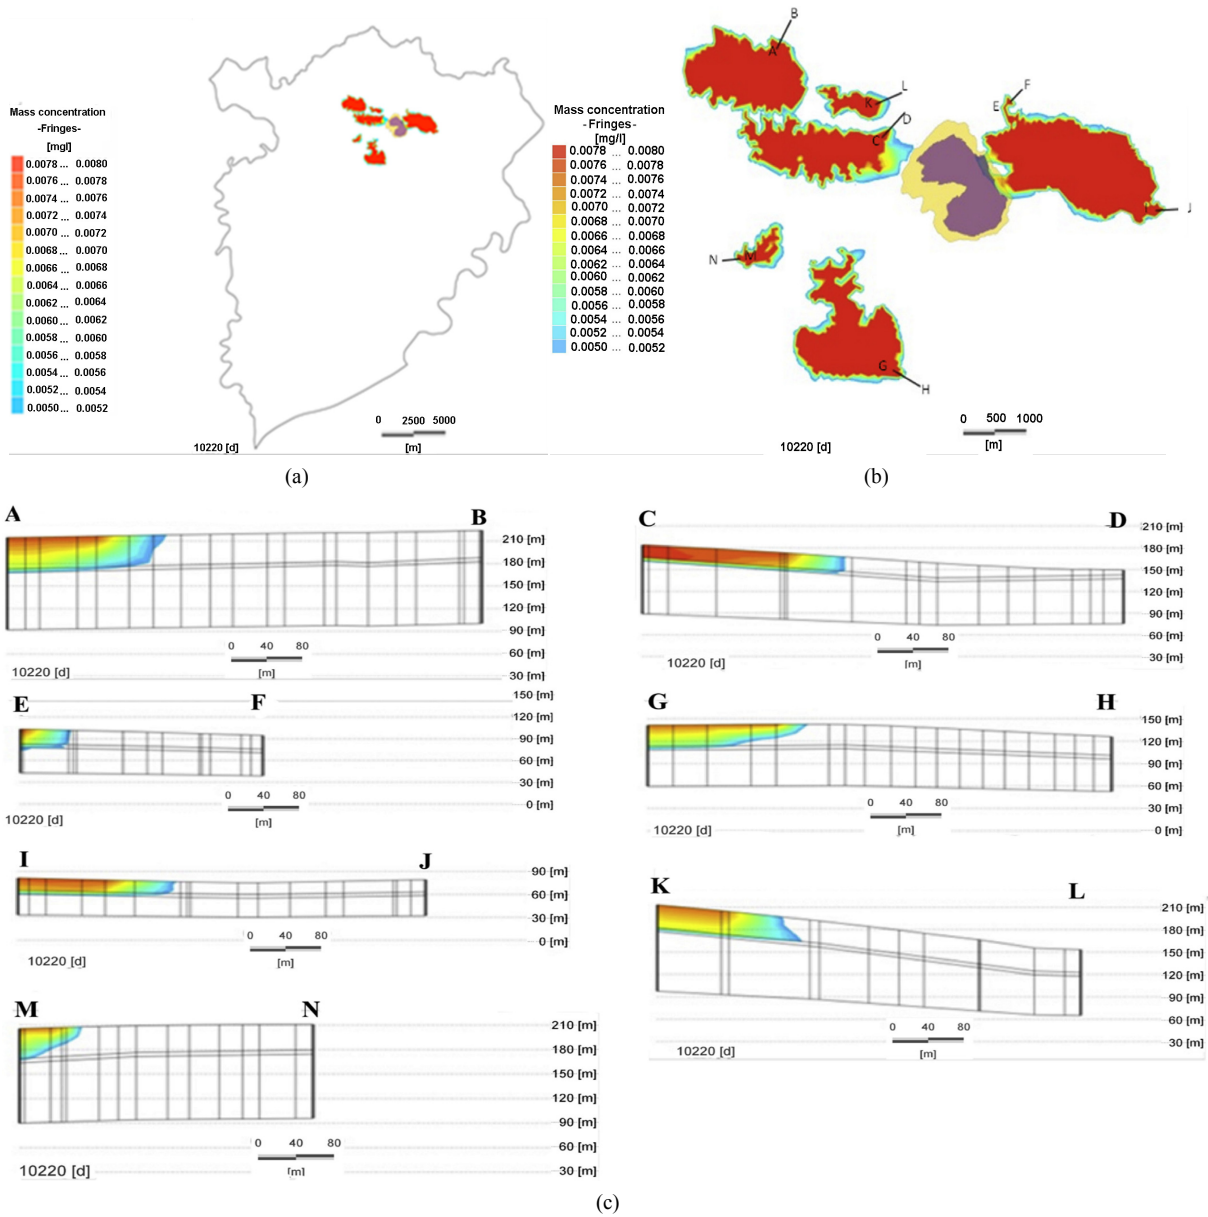 Mass concentration
-Fringes-
[mgl]
0.0078 ... 0.0080
0.0076 ... 0.0078
0.0074 ... 0.0076
0.0072 ... 0.0074
0.0070 ... 0.0072
0.0068 ... 0.0070
0.0066 ... 0.0068
0.0064 ... 0.0066
0.0062 ... 0.0064
0.0060 ... 0.0062
0.0058 ... 0.0060
0.0056 ... 0.0058
0.0054 ... 0.0056
0.0052 ... 0.0054
0.0050 ... 0.0052
0 2500 5000
10220 [d] [m]
(a)
B
A
L
K
D
C
F
E
J
I
N M
G
H
Mass concentration
- Fringes-
[mg/l]
0.0078 ... 0.0080
0.0076 ... 0.0078
0.0074 ... 0.0076
0.0072 ... 0.0074
0.0070 ... 0.0072
0.0068 ... 0.0070
0.0066 ... 0.0068
0.0064 ... 0.0066
0.0062 ... 0.0064
0.0060 ... 0.0062
0.0058 ... 0.0060
0.0056 ... 0.0058
0.0054 ... 0.0056
0.0052 ... 0.0054
0.0050 ... 0.0052
0 500 1000
10220 [d] [m]
(b)
A B
210 [m]
180 [m]
150 [m]
120 [m]
90 [m]
60 [m]
30 [m]
0 40 80
10220 [d] [m]
C D
210 [m]
180 [m]
150 [m]
120 [m]
90 [m]
60 [m]
30 [m]
0 40 80
10220 [d] [m]
E F
150 [m]
120 [m]
90 [m]
60 [m]
30 [m]
0 [m]
0 40 80
10220 [d] [m]
G H
150 [m]
120 [m]
90 [m]
60 [m]
30 [m]
0 [m]
0 40 80
10220 [d] [m]
I J
90 [m]
60 [m]
30 [m]
0 [m]
0 40 80
10220 [d] [m]
K L
210 [m]
180 [m]
150 [m]
120 [m]
90 [m]
60 [m]
30 [m]
0 40 80
10220 [d] [m]
M N
210 [m]
180 [m]
150 [m]
120 [m]
90 [m]
60 [m]
30 [m]
0 40 80
10220 [d] [m]
(c)